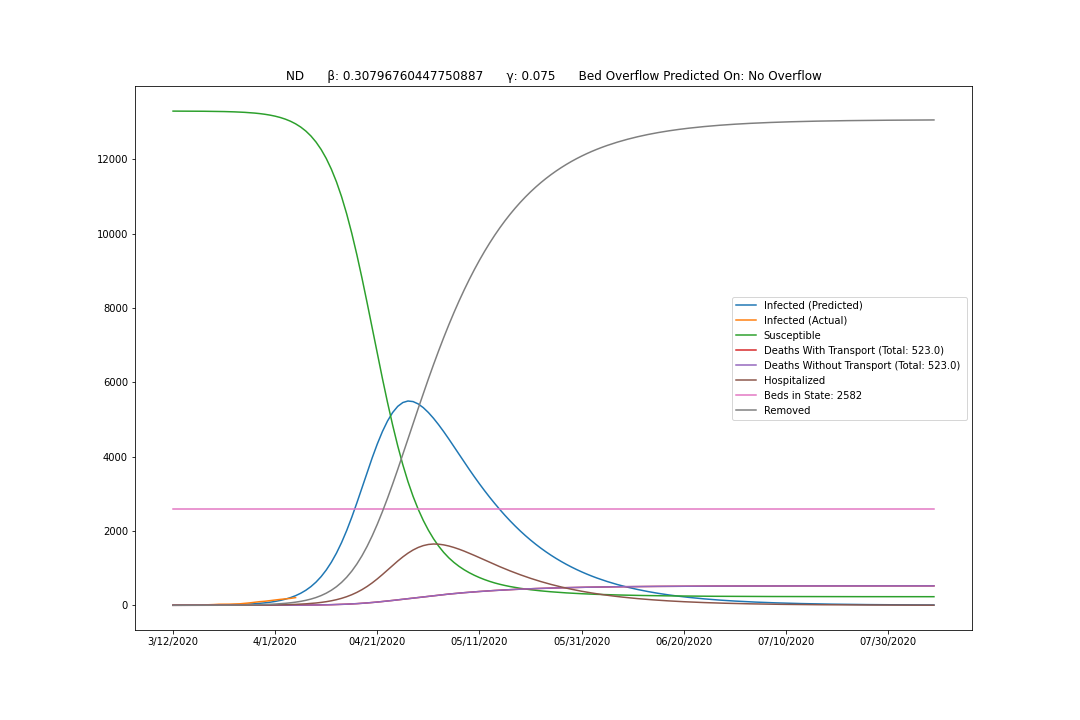 ND β: 0.30796760447750887 γ: 0.075 Bed Overflow Predicted On: No Overflow
12000
10000
8000
6000
4000
2000
0
Infected (Predicted)
Infected (Actual)
Susceptible
Deaths With Transport (Total: 523.0)
Deaths Without Transport (Total: 523.0)
Hospitalized
Beds in State: 2582
Removed
3/12/2020 4/1/2020 04/21/2020 05/11/2020 05/31/2020 06/20/2020 07/10/2020 07/30/2020